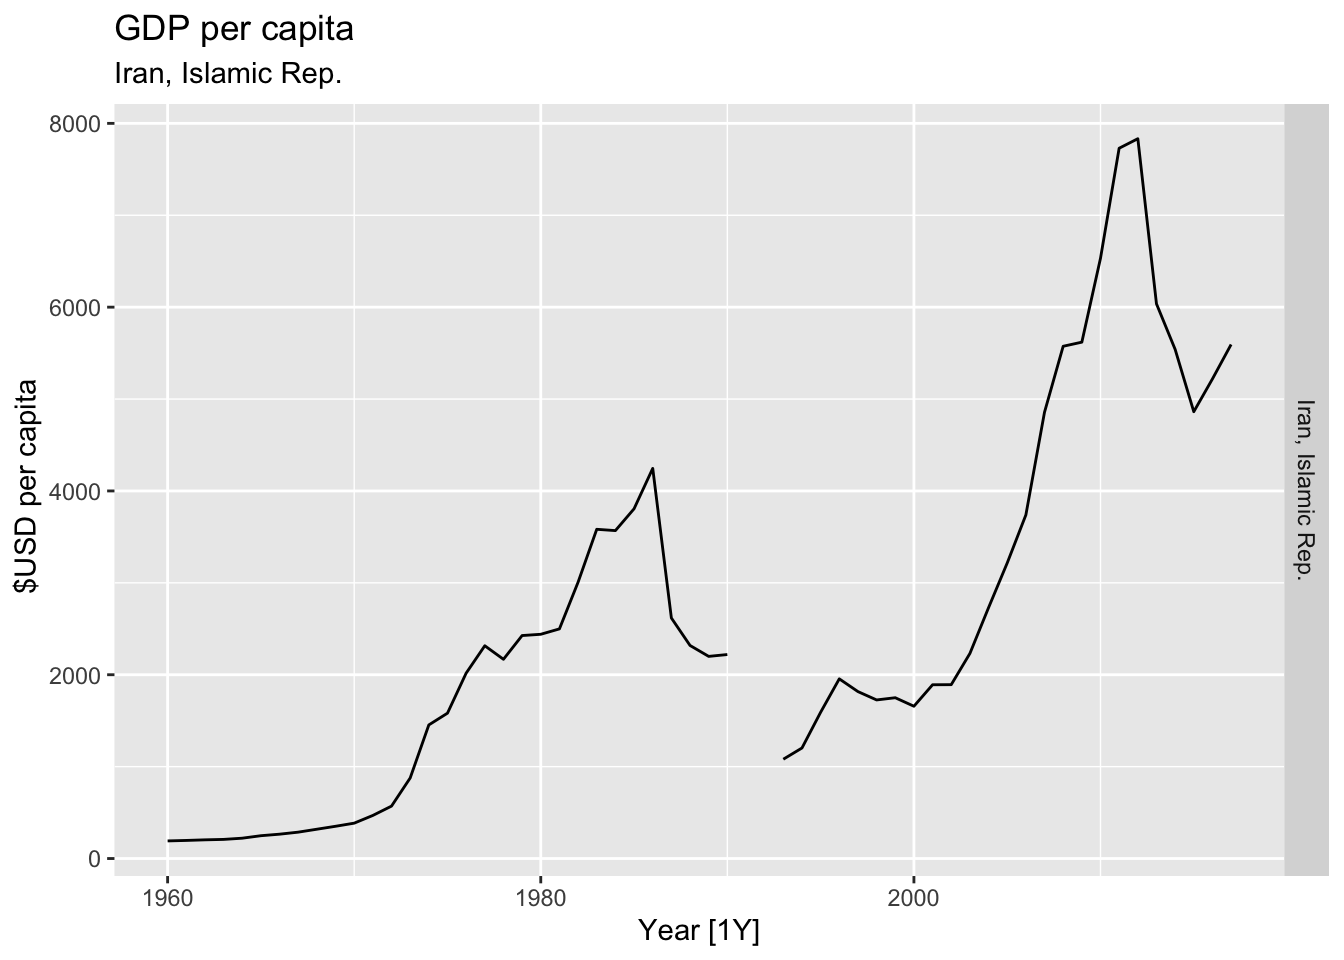 GDP per capita
Iran, Islamic Rep.
8000
6000
4000
2000
0
$USD per capita
Iran, Islamic Rep.
1960
1980
2000
Year [1Y]